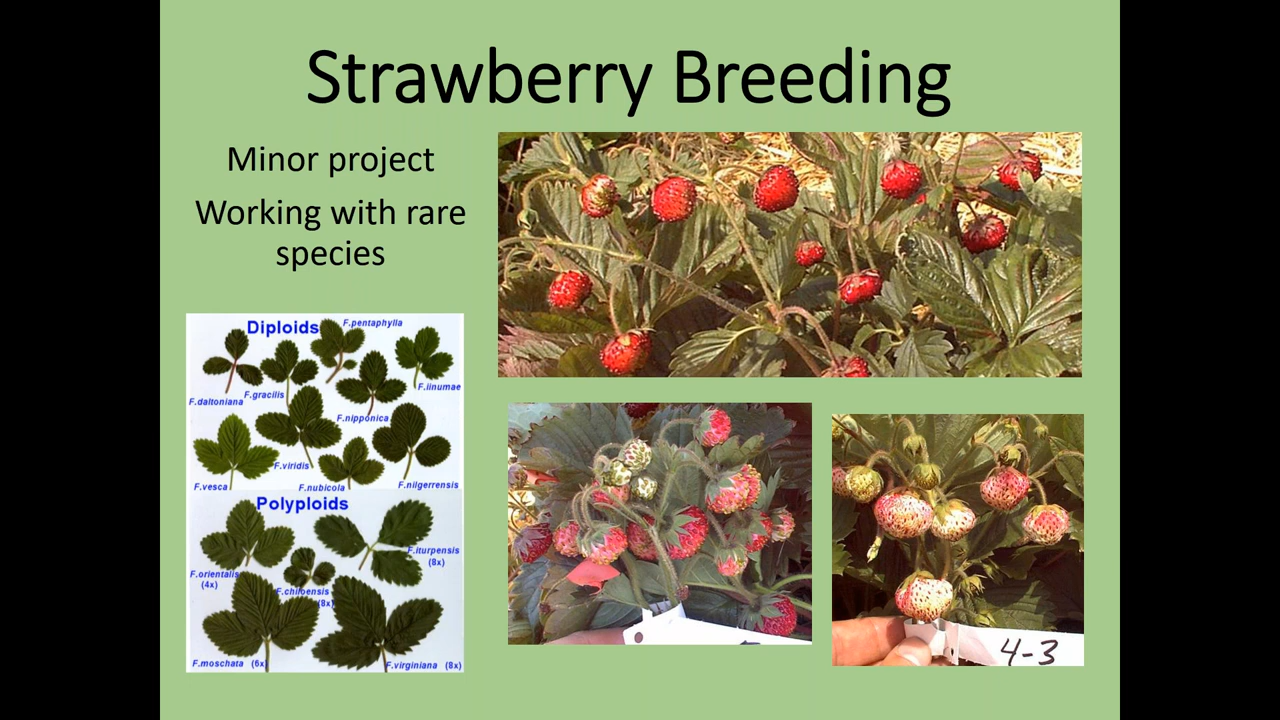 Strawberry Breeding
Minor project
Working with rare
species
Diploids
F.pentaphylla
F.iinumae
F.gracilis
F.daltoniana
F.nipponica
F.viridis
F.vesca
F.nubicola
F.nilgerrensis
Polyploids
F.iturpensis
(8x)
F.orientalis
(4x)
F.chiloensis
(8x)
F.moschata (6x)
F.virginiana (8x)
4-3